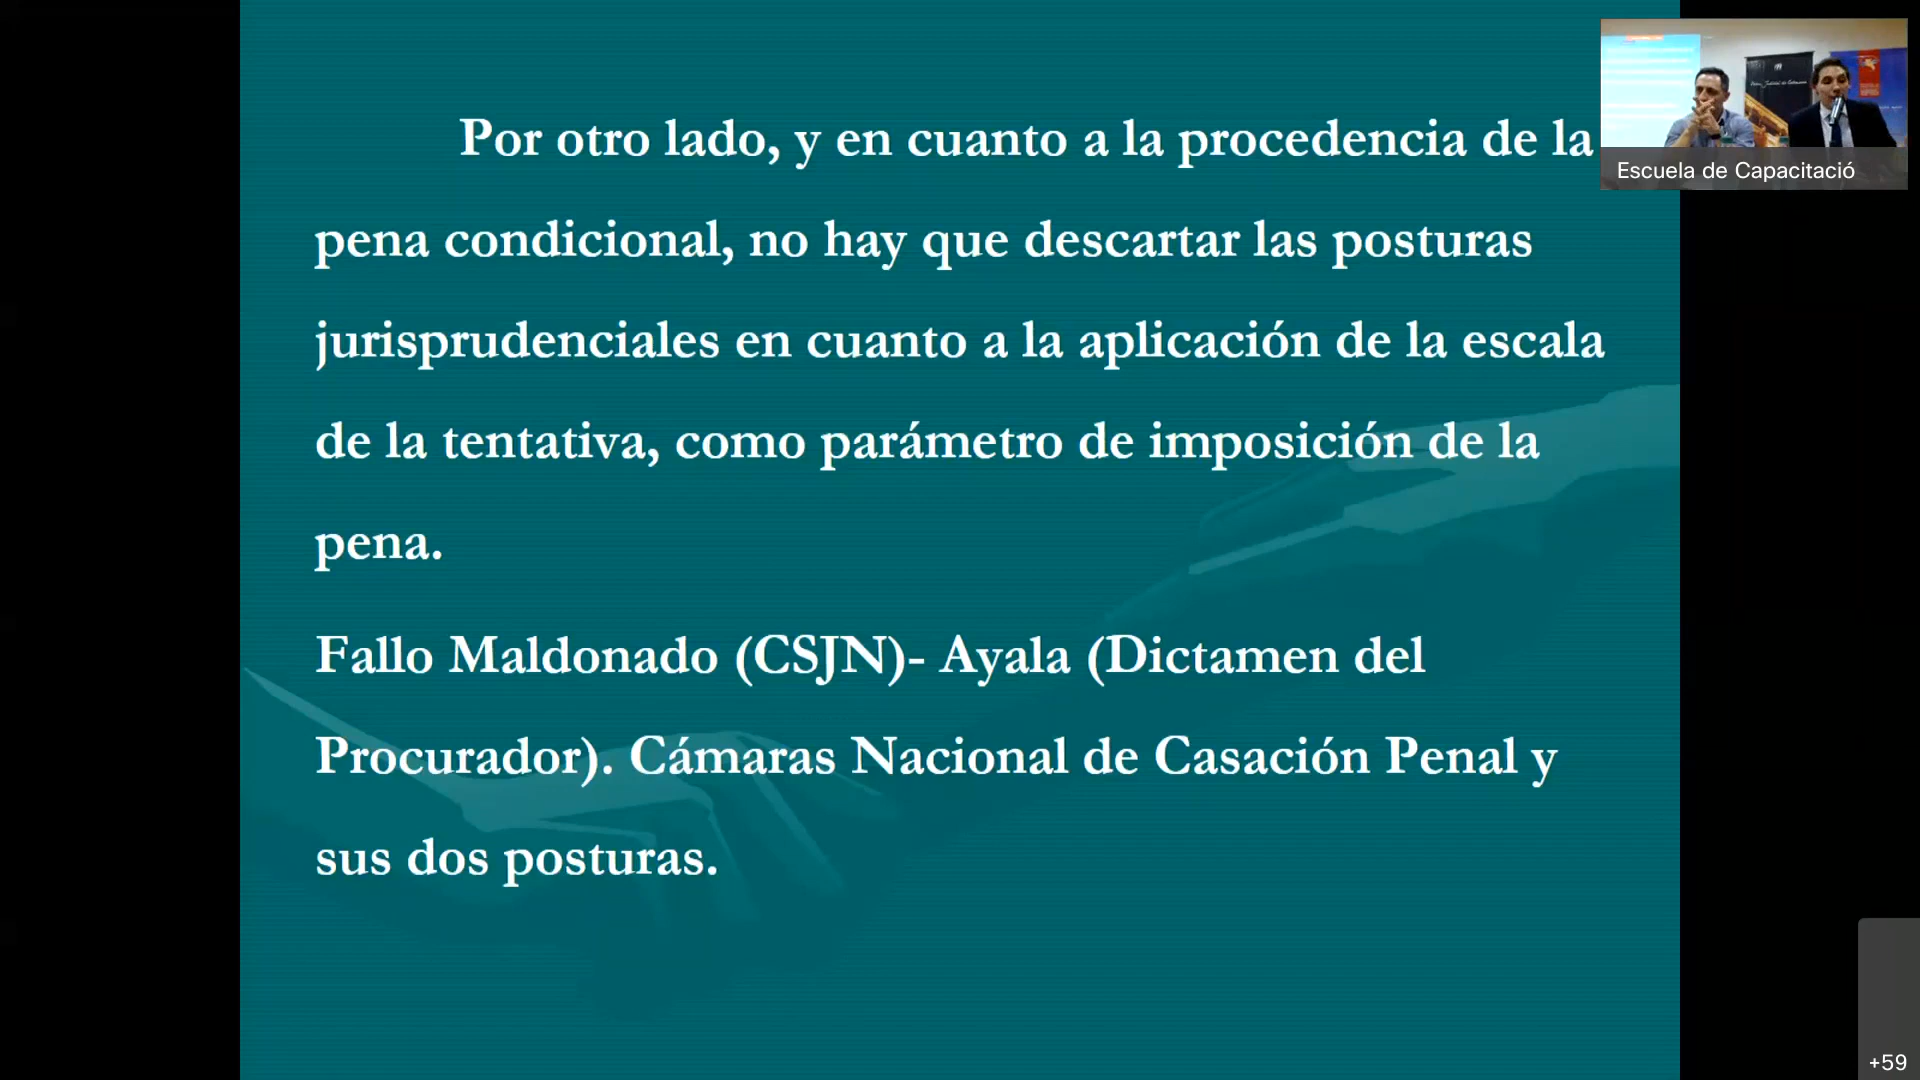 Por otro lado, y en cuanto a la procedencia de la
pena condicional, no hay que descartar las posturas
jurisprudenciales en cuanto a la aplicación de la escala
de la tentativa, como parámetro de imposición de la
pena.
Fallo Maldonado (CSJN)- Ayala (Dictamen del
Procurador). Cámaras Nacional de Casación Penal y
sus dos posturas.
Escuela de Capacitació
+59